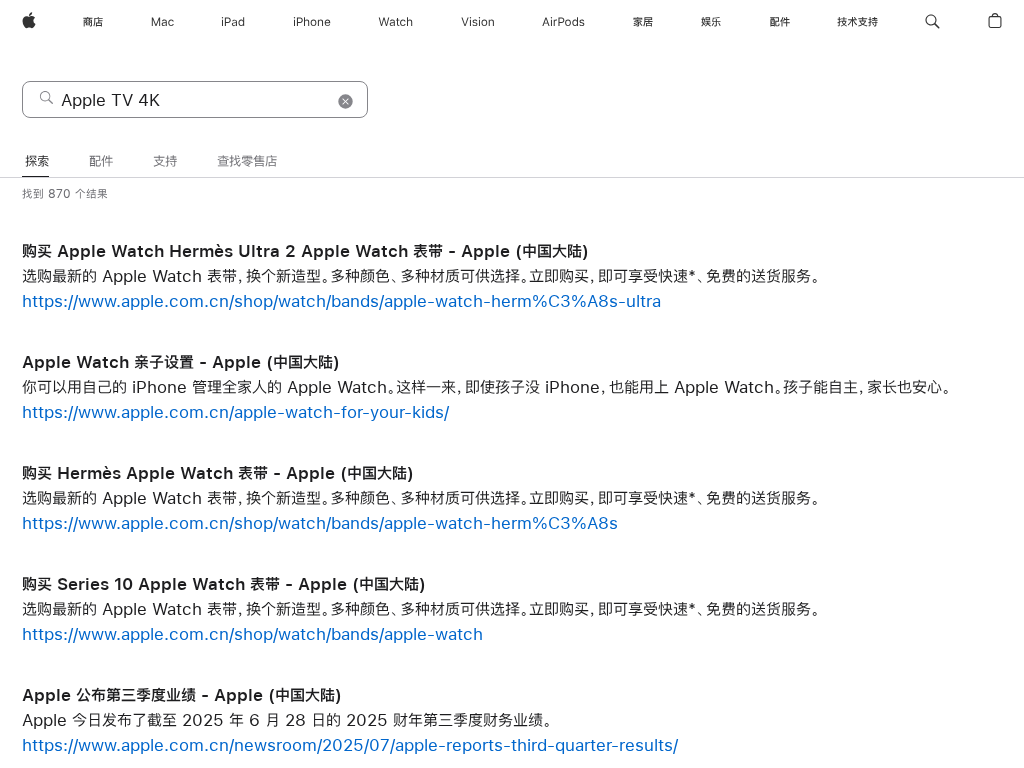 商店 Mac iPad iPhone Watch Vision AirPods 家居 娱乐 配件 技术支持
Apple TV 4K
探索 配件 支持 查找零售店
找到 870 个结果
购买 Apple Watch Hermès Ultra 2 Apple Watch 表带 - Apple (中国大陆)
选购最新的 Apple Watch 表带，换个新造型。多种颜色、多种材质可供选择。立即购买，即可享受快速*、免费的送货服务。
https://www.apple.com.cn/shop/watch/bands/apple-watch-herm%C3%A8s-ultra
Apple Watch 亲子设置 - Apple (中国大陆)
你可以用自己的 iPhone 管理全家人的 Apple Watch。这样一来，即使孩子没 iPhone，也能用上 Apple Watch。孩子能自主，家长也安心。
https://www.apple.com.cn/apple-watch-for-your-kids/
购买 Hermès Apple Watch 表带 - Apple (中国大陆)
选购最新的 Apple Watch 表带，换个新造型。多种颜色、多种材质可供选择。立即购买，即可享受快速*、免费的送货服务。
https://www.apple.com.cn/shop/watch/bands/apple-watch-herm%C3%A8s
购买 Series 10 Apple Watch 表带 - Apple (中国大陆)
选购最新的 Apple Watch 表带，换个新造型。多种颜色、多种材质可供选择。立即购买，即可享受快速*、免费的送货服务。
https://www.apple.com.cn/shop/watch/bands/apple-watch
Apple 公布第三季度业绩 - Apple (中国大陆)
Apple 今日发布了截至 2025 年 6 月 28 日的 2025 财年第三季度财务业绩。
https://www.apple.com.cn/newsroom/2025/07/apple-reports-third-quarter-results/